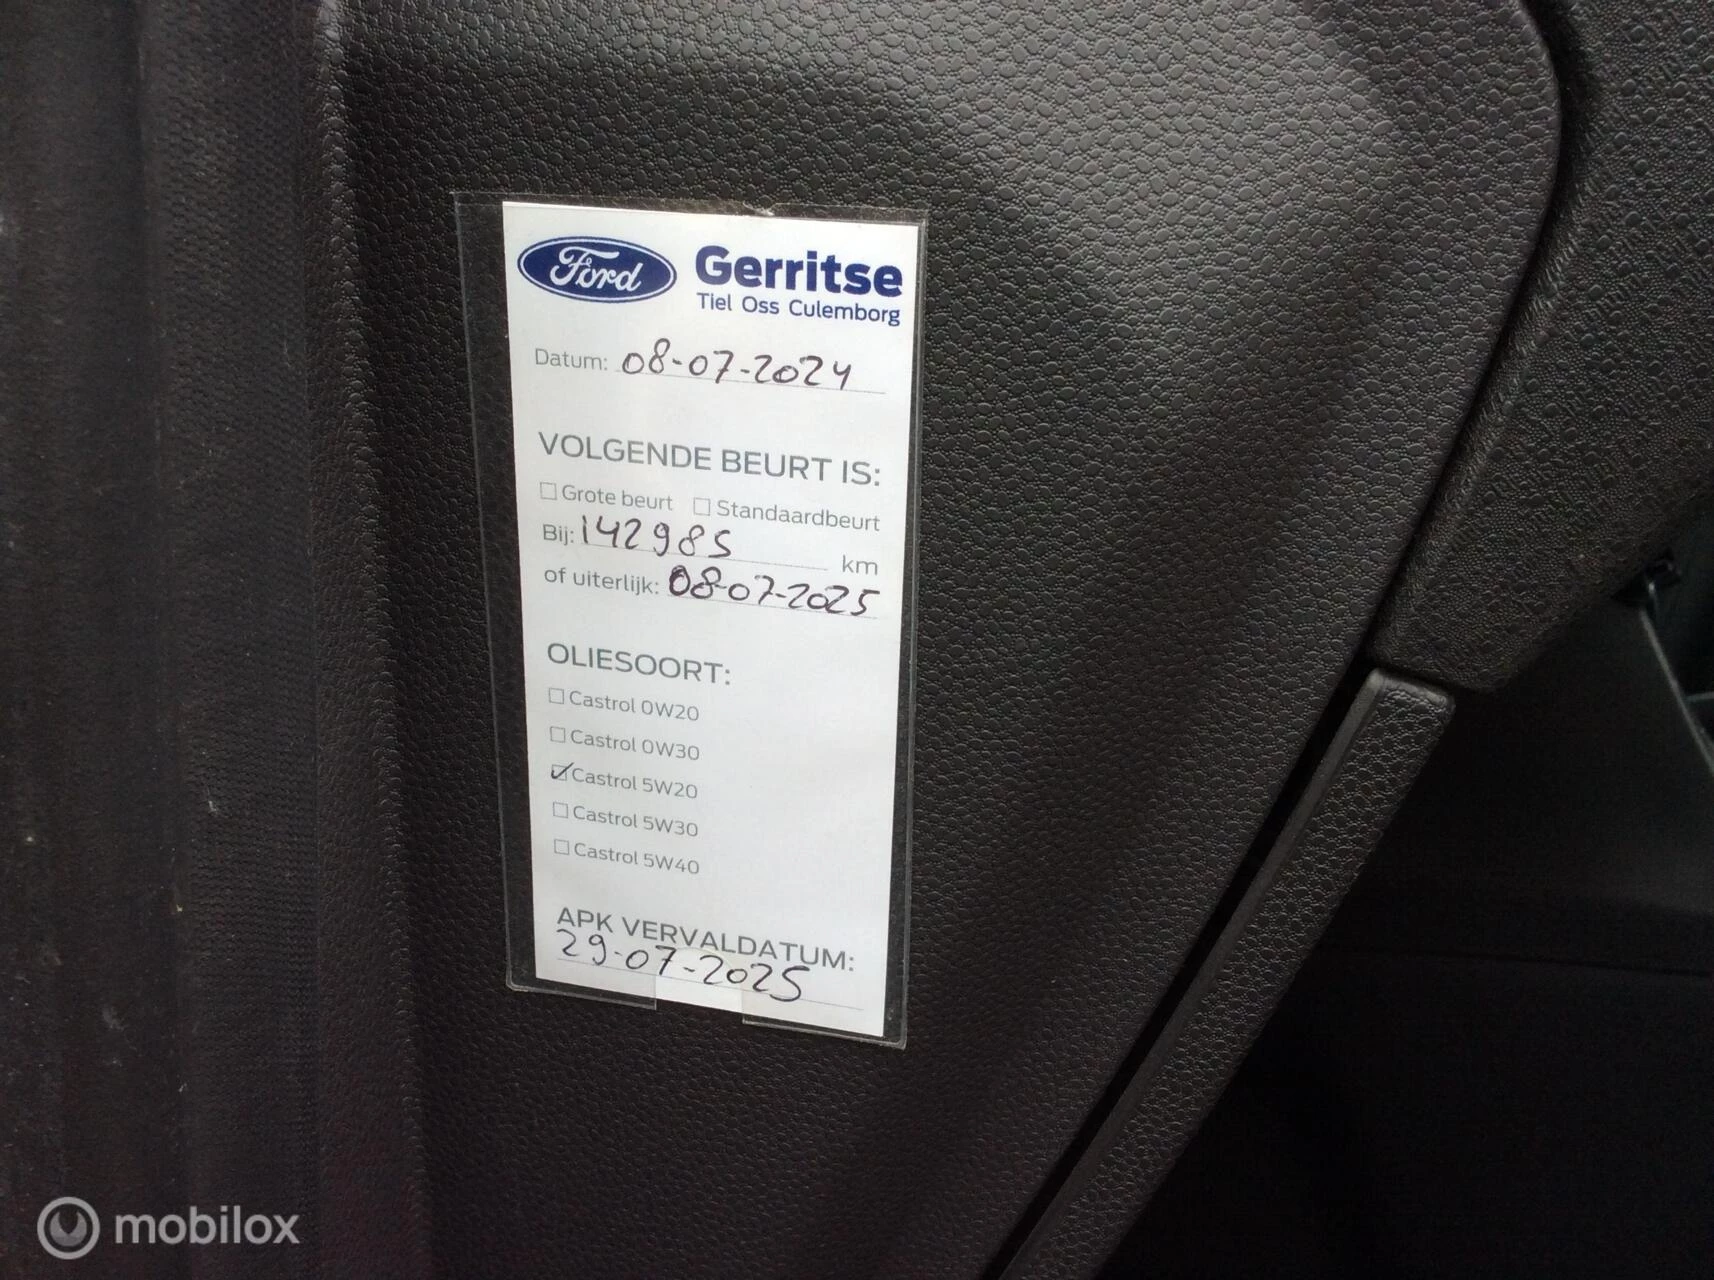 Ford Gerritse
Tiel Oss Culemborg
Datum: 08-07-2024
VOLGENDE BEURT IS:
Grote beurt Standaardbeurt
Bij: 142985 km
of uiterlijk: 08-07-2025
OLIESOORT:
Castrol 0W20
Castrol 0W30
Castrol 5W20
Castrol 5W30
Castrol 5W40
APK VERVALDATUM:
29-07-2025
mobilox